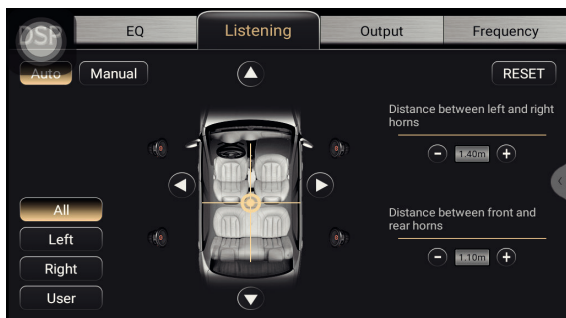 DSP
EQ
Listening
Output
Frequency
Auto
Manual
RESET
Distance between left and right
horns
1.40m
Distance between front and
rear horns
1.10m
All
Left
Right
User